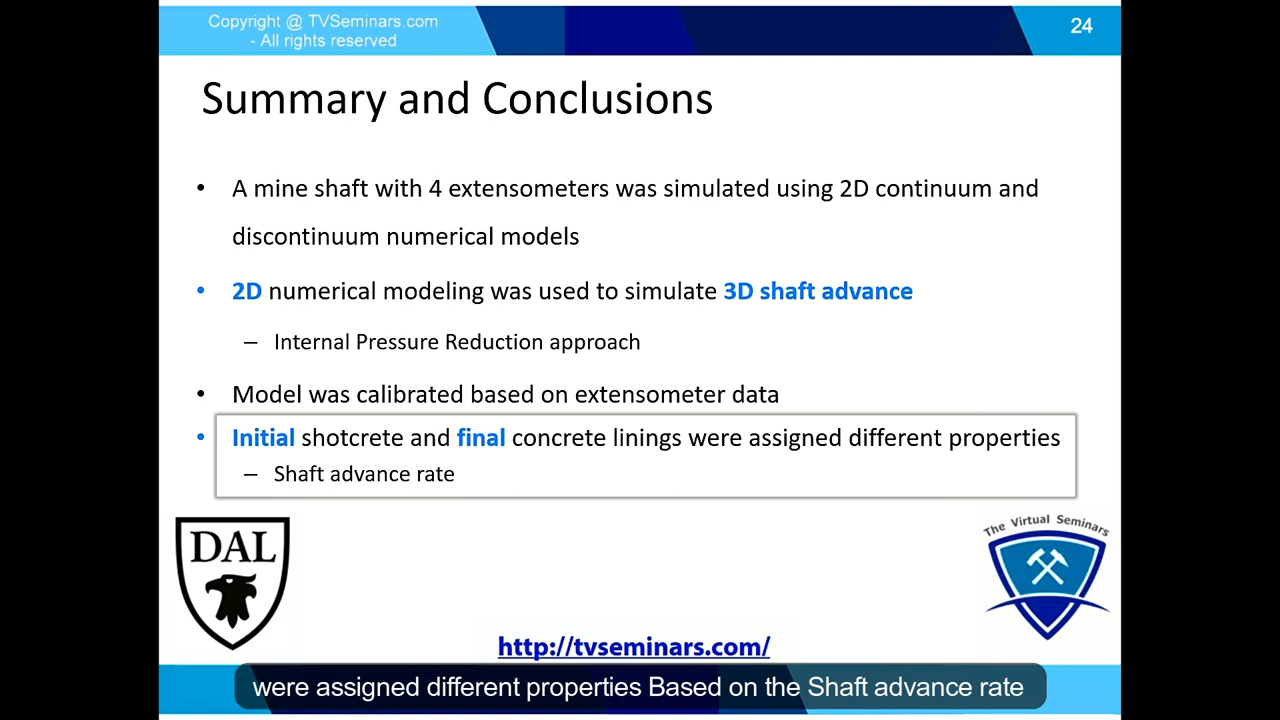 Copyright @ TVSeminars.com
- All rights reserved
24
Summary and Conclusions
• A mine shaft with 4 extensometers was simulated using 2D continuum and
discontinuum numerical models
• 2D numerical modeling was used to simulate 3D shaft advance
– Internal Pressure Reduction approach
• Model was calibrated based on extensometer data
• Initial shotcrete and final concrete linings were assigned different properties
– Shaft advance rate
DAL
The Virtual Seminars
http://tvseminars.com/
were assigned different properties Based on the Shaft advance rate